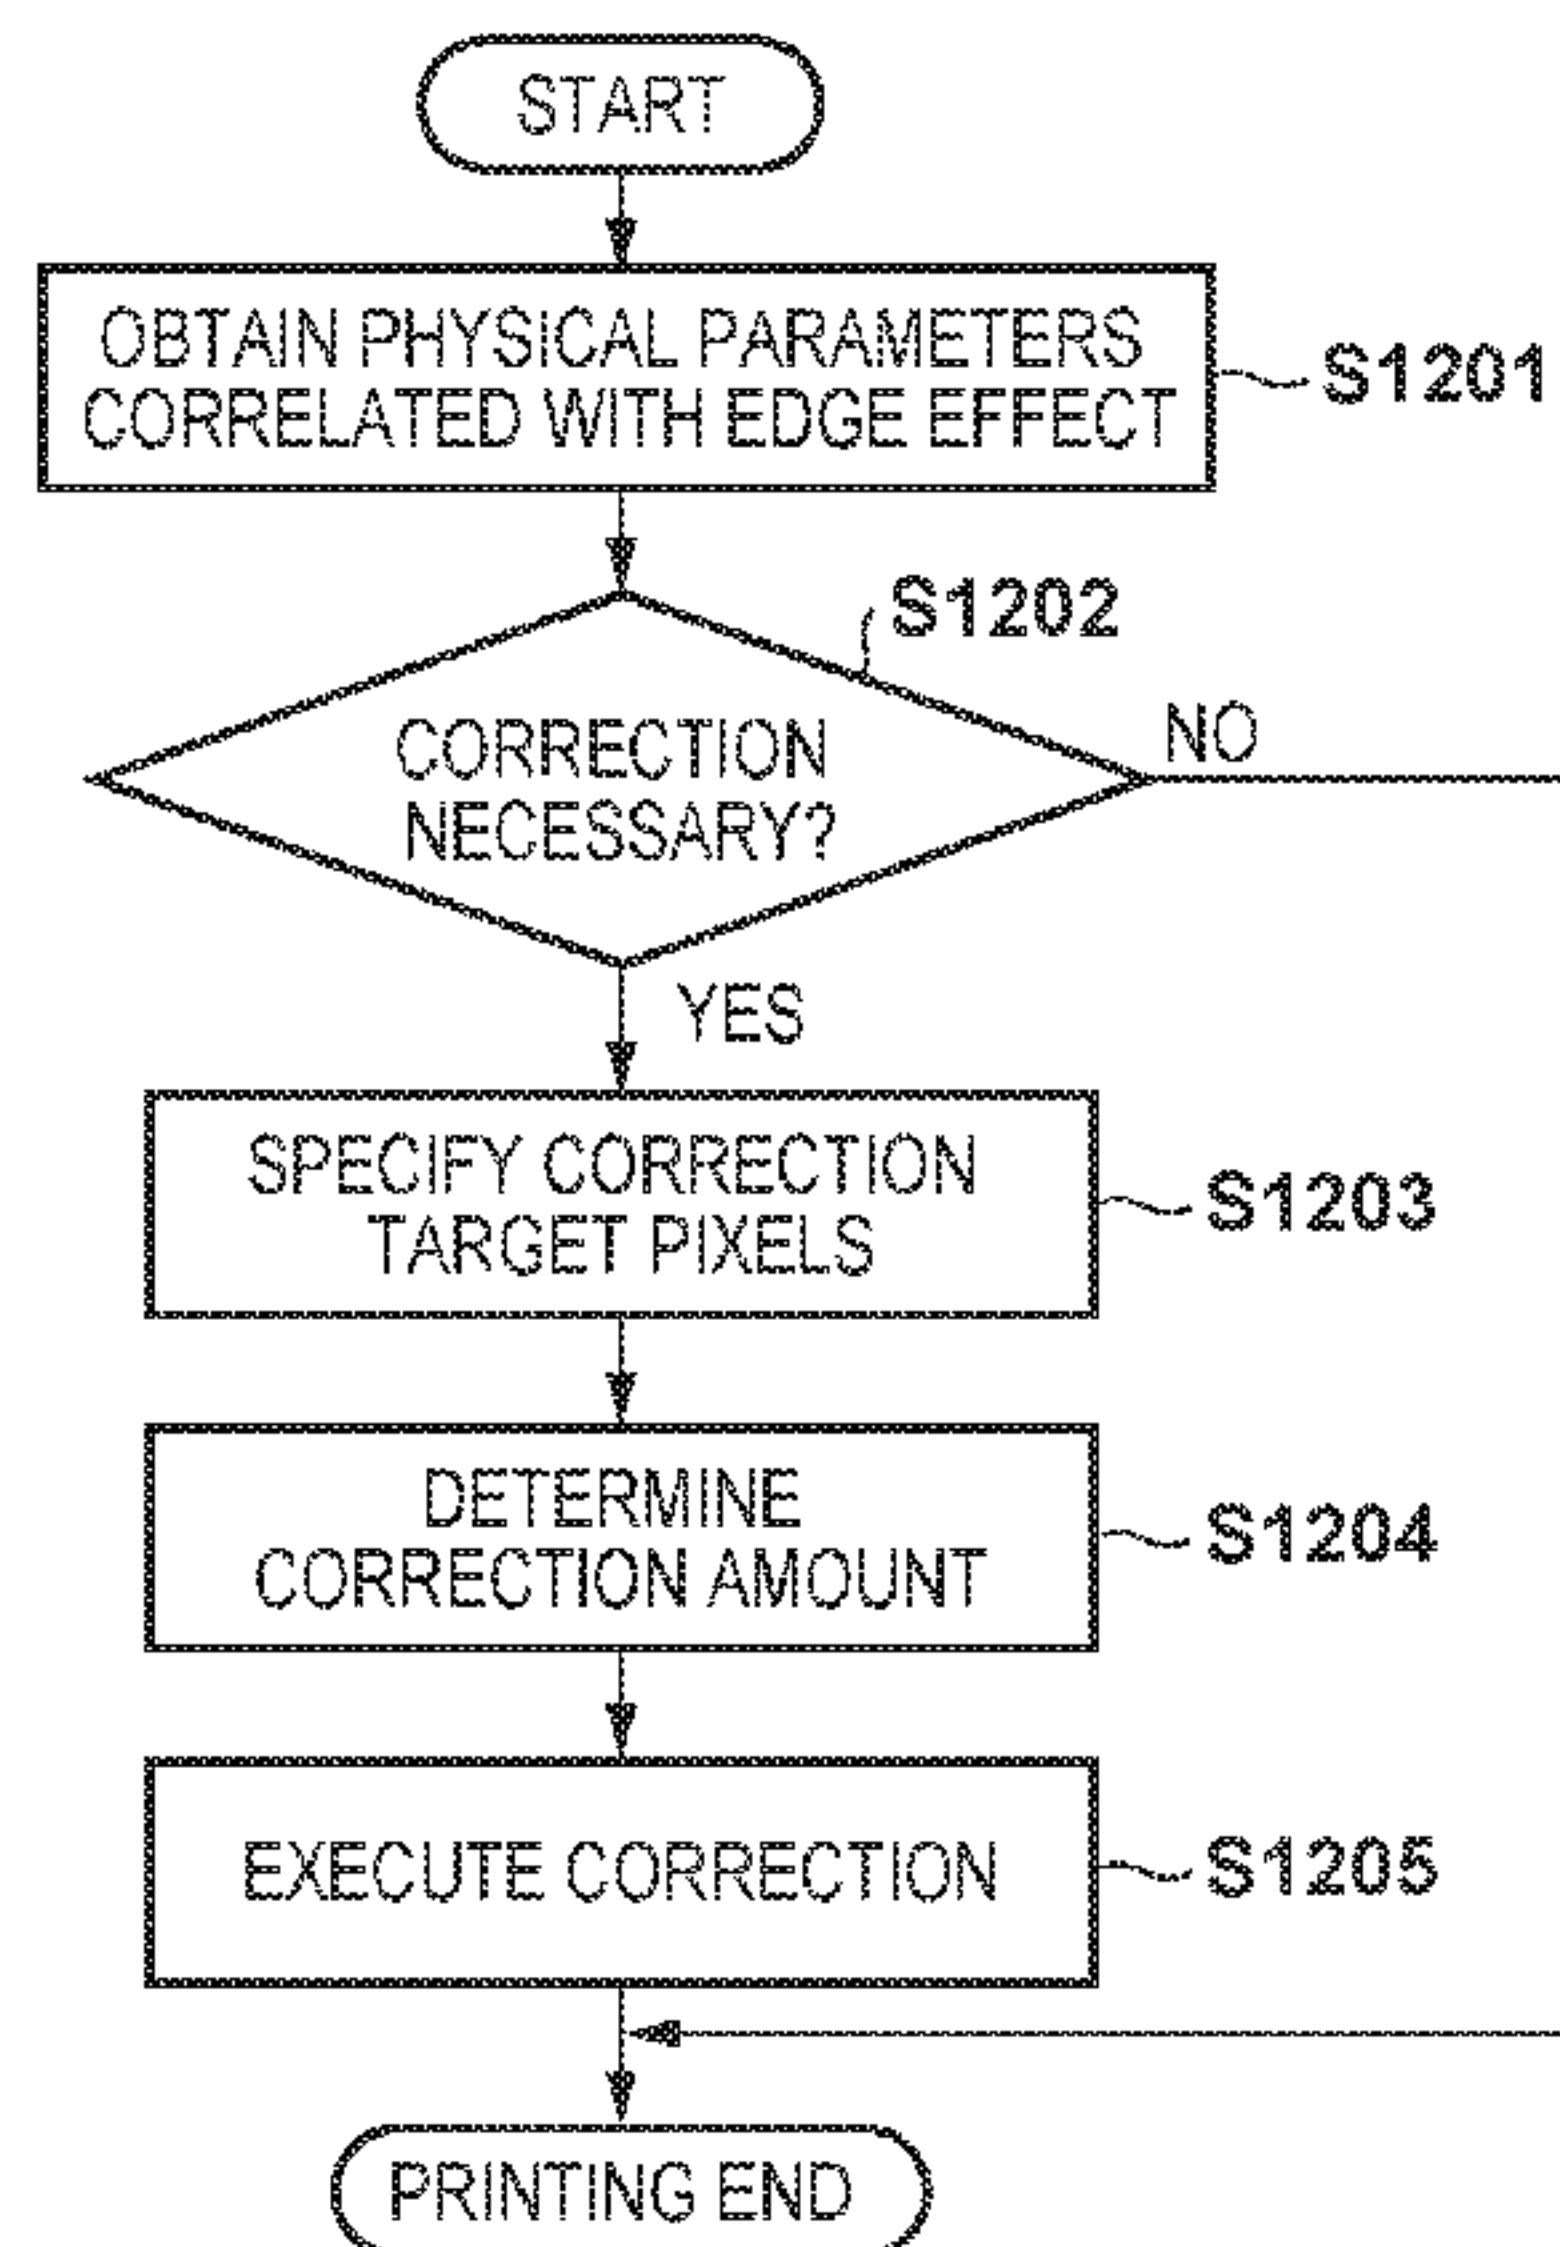 START
OBTAIN PHYSICAL PARAMETERS
CORRELATED WITH EDGE EFFECT
S1201
S1202
CORRECTION
NECESSARY?
NO
YES
SPECIFY CORRECTION
TARGET PIXELS
S1203
DETERMINE
CORRECTION AMOUNT
S1204
EXECUTE CORRECTION
S1205
PRINTING END